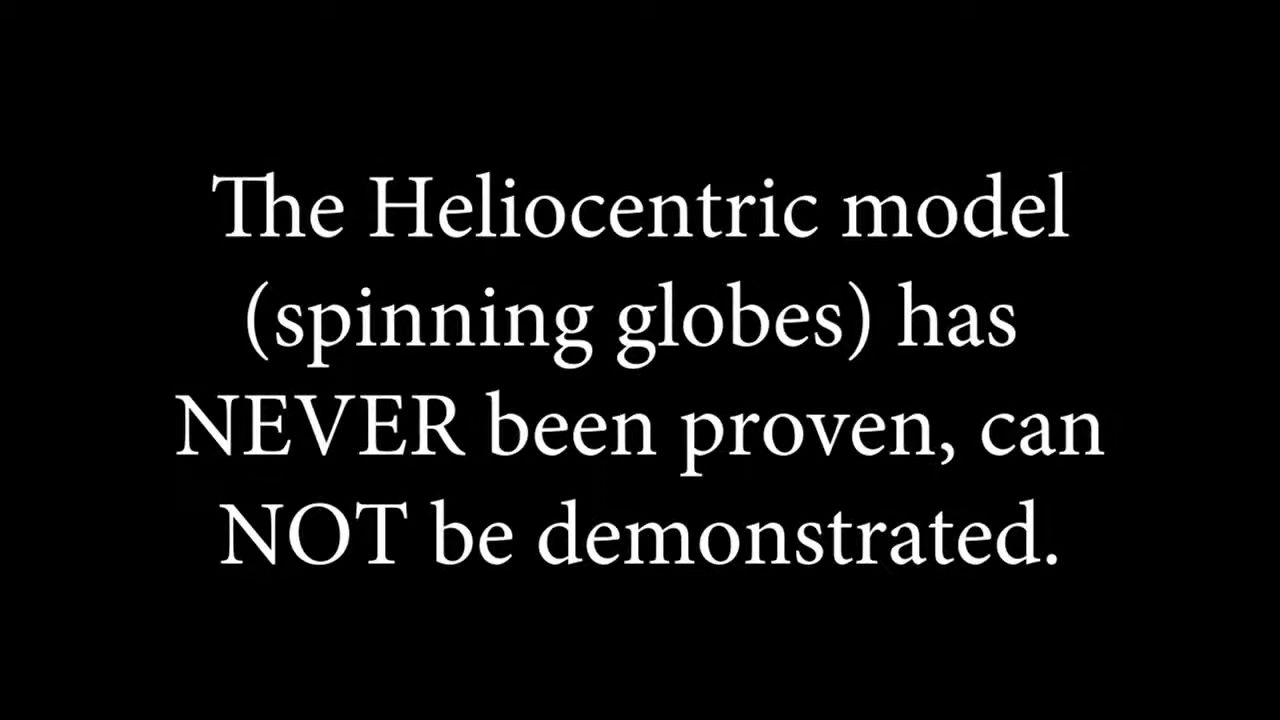 The Heliocentric model
(spinning globes) has
NEVER been proven, can
NOT be demonstrated.